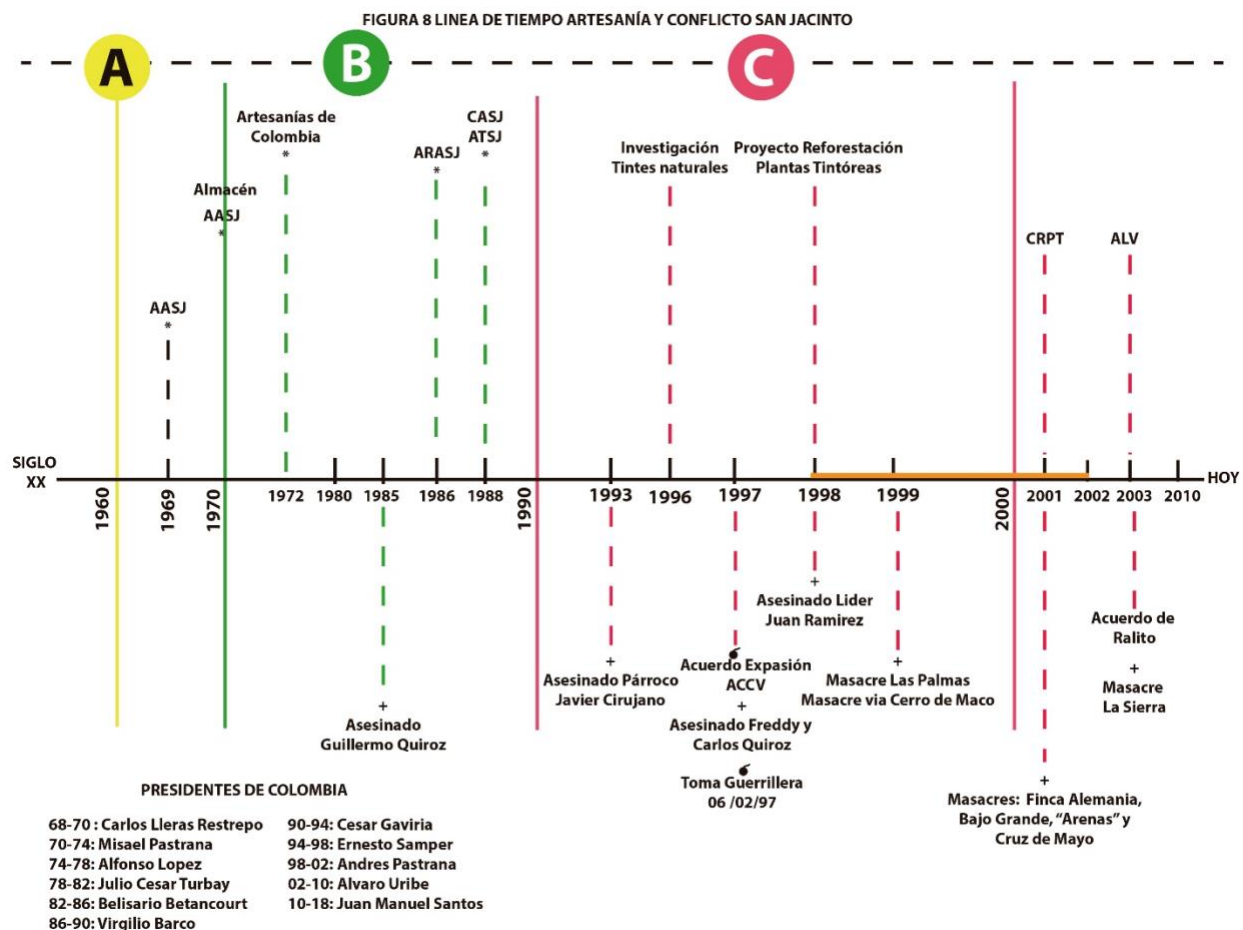 FIGURA 8 LINEA DE TIEMPO ARTESANÍA Y CONFLICTO SAN JACINTO
A
B
C
Artesanías de
Colombia
*
Almacén
AASJ
*
AASJ
*
ARASJ
*
CASJ
ATSJ
*
Investigación
Tintes naturales
Proyecto Reforestación
Plantas Tintóreas
CRPT
ALV
SIGLO
XX
1960
1969
1970
1972
1980
1985
1986
1988
1990
1993
1996
1997
1998
1999
2000
2001
2002
2003
2010
HOY
+
Asesinado
Guillermo Quiroz
+
Asesinado Párroco
Javier Cirujano
Acuerdo Expasión
ACCV
+
Asesinado Freddy y
Carlos Quiroz
Toma Guerrillera
06 /02/97
+
Asesinado Lider
Juan Ramirez
+
Masacre Las Palmas
Masacre via Cerro de Maco
+
Masacres: Finca Alemania,
Bajo Grande, “Arenas” y
Cruz de Mayo
Acuerdo de
Ralito
+
Masacre
La Sierra
PRESIDENTES DE COLOMBIA
68-70 : Carlos Lleras Restrepo
70-74: Misael Pastrana
74-78: Alfonso Lopez
78-82: Julio Cesar Turbay
82-86: Belisario Betancourt
86-90: Virgilio Barco
90-94: Cesar Gaviria
94-98: Ernesto Samper
98-02: Andres Pastrana
02-10: Alvaro Uribe
10-18: Juan Manuel Santos